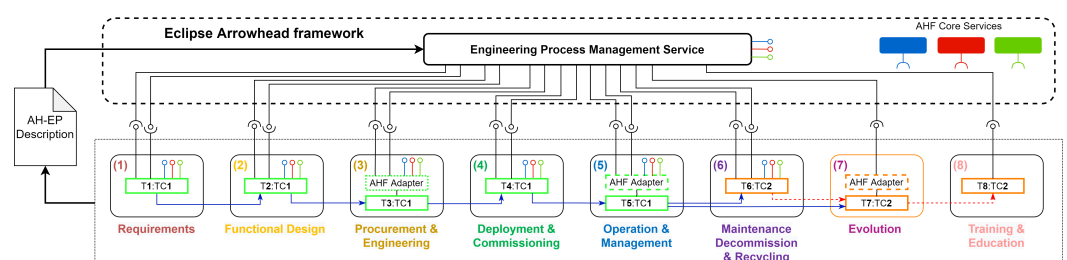 Eclipse Arrowhead framework
AHF Core Services
Engineering Process Management Service
AH-EP
Description
(1)
T1:TC1
Requirements
(2)
T2:TC1
Functional Design
(3)
AHF Adapter
T3:TC1
Procurement &
Engineering
(4)
T4:TC1
Deployment &
Commissioning
(5)
AHF Adapter
T5:TC1
Operation &
Management
(6)
T6:TC2
Maintenance
Decommission
& Recycling
(7)
AHF Adapter
T7:TC2
Evolution
(8)
T8:TC2
Training &
Education